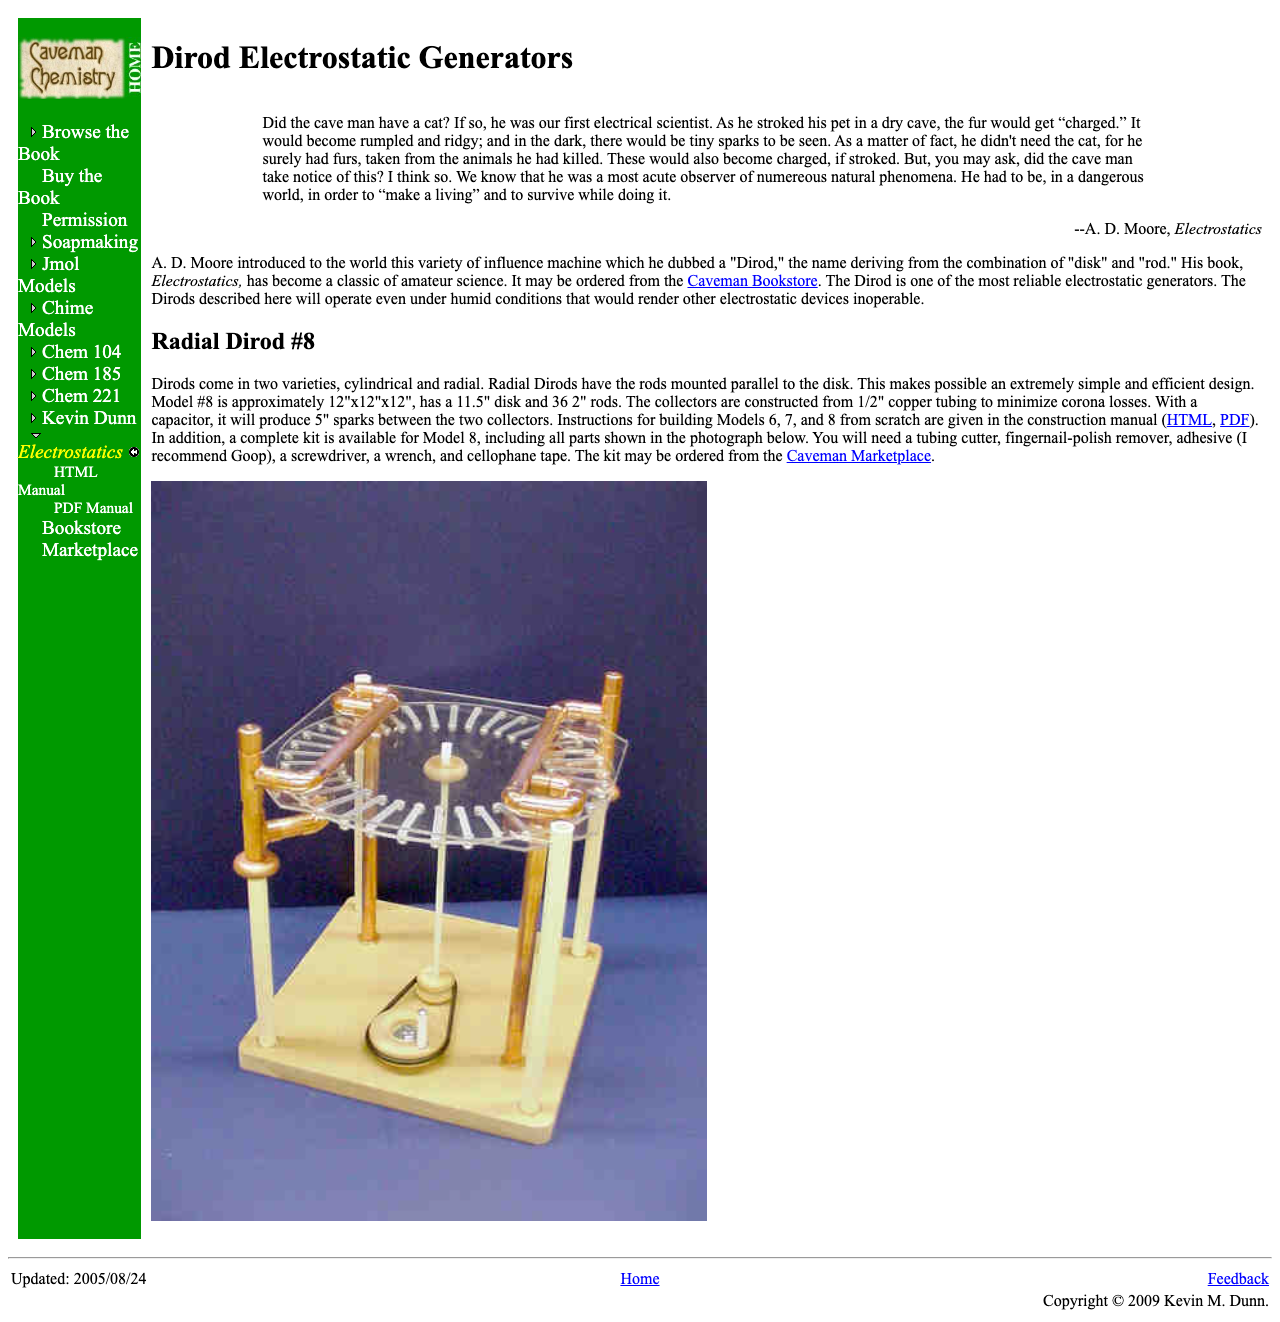 Caveman
Chemistry
HOME
Browse the
Book
Buy the
Book
Permission
Soapmaking
Jmol
Models
Chime
Models
Chem 104
Chem 185
Chem 221
Kevin Dunn
Electrostatics
HTML
Manual
PDF Manual
Bookstore
Marketplace
Dirod Electrostatic Generators
Did the cave man have a cat? If so, he was our first electrical scientist. As he stroked his pet in a dry cave, the fur would get “charged.” It
would become rumpled and ridgy; and in the dark, there would be tiny sparks to be seen. As a matter of fact, he didn't need the cat, for he
surely had furs, taken from the animals he had killed. These would also become charged, if stroked. But, you may ask, did the cave man
take notice of this? I think so. We know that he was a most acute observer of numereous natural phenomena. He had to be, in a dangerous
world, in order to “make a living” and to survive while doing it.
--A. D. Moore, Electrostatics
A. D. Moore introduced to the world this variety of influence machine which he dubbed a "Dirod," the name deriving from the combination of "disk" and "rod." His book,
Electrostatics, has become a classic of amateur science. It may be ordered from the Caveman Bookstore. The Dirod is one of the most reliable electrostatic generators. The
Dirods described here will operate even under humid conditions that would render other electrostatic devices inoperable.
Radial Dirod #8
Dirods come in two varieties, cylindrical and radial. Radial Dirods have the rods mounted parallel to the disk. This makes possible an extremely simple and efficient design.
Model #8 is approximately 12"x12"x12", has a 11.5" disk and 36 2" rods. The collectors are constructed from 1/2" copper tubing to minimize corona losses. With a
capacitor, it will produce 5" sparks between the two collectors. Instructions for building Models 6, 7, and 8 from scratch are given in the construction manual (HTML, PDF).
In addition, a complete kit is available for Model 8, including all parts shown in the photograph below. You will need a tubing cutter, fingernail-polish remover, adhesive (I
recommend Goop), a screwdriver, a wrench, and cellophane tape. The kit may be ordered from the Caveman Marketplace.
Updated: 2005/08/24
Home
Feedback
Copyright © 2009 Kevin M. Dunn.